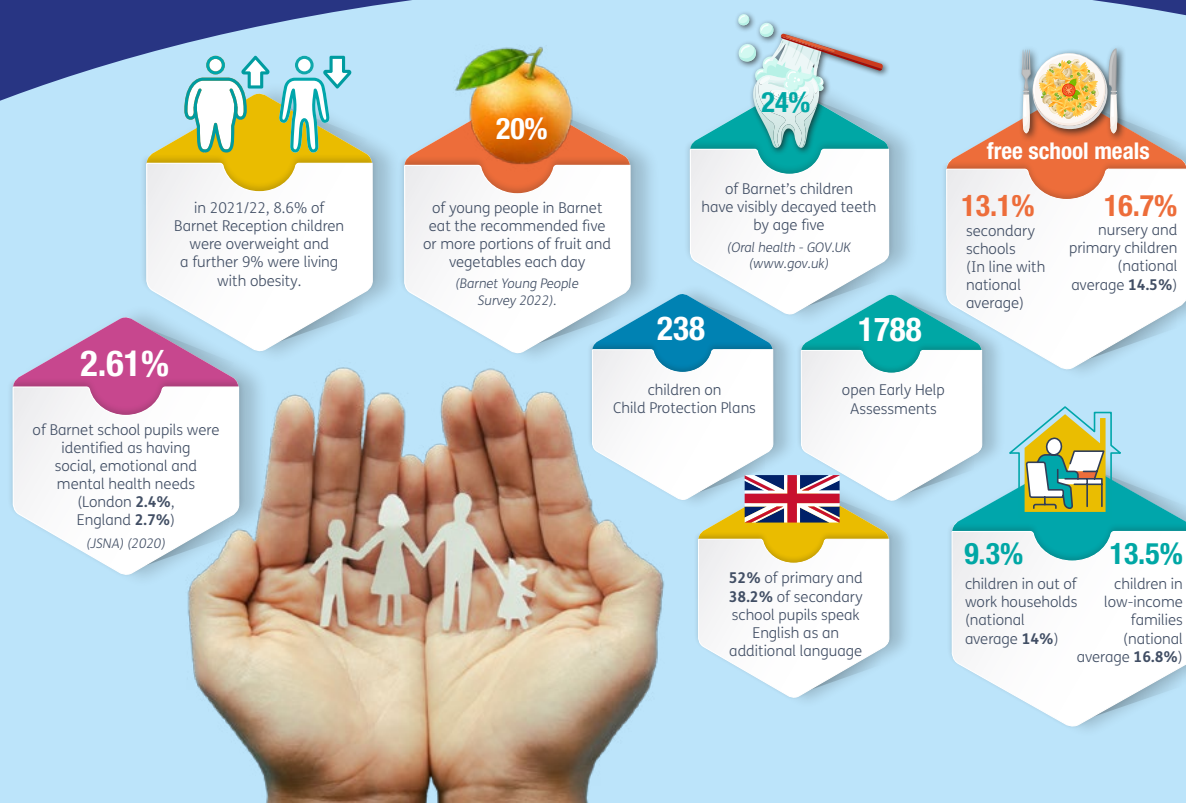 in 2021/22, 8.6% of
Barnet Reception children
were overweight and
a further 9% were living
with obesity.
20%
of young people in Barnet
eat the recommended five
or more portions of fruit and
vegetables each day
(Barnet Young People
Survey 2022).
24%
of Barnet's children
have visibly decayed teeth
by age five
(Oral health - GOV.UK
(www.gov.uk)
free school meals
13.1%
secondary
schools
(In line with
national
average)
16.7%
nursery and
primary children
(national
average 14.5%)
2.61%
of Barnet school pupils were
identified as having
social, emotional and
mental health needs
(London 2.4%,
England 2.7%)
(JSNA) (2020)
238
children on
Child Protection Plans
1788
open Early Help
Assessments
52% of primary and
38.2% of secondary
school pupils speak
English as an
additional language
9.3%
children in out of
work households
(national
average 14%)
13.5%
children in
low-income
families
(national
average 16.8%)